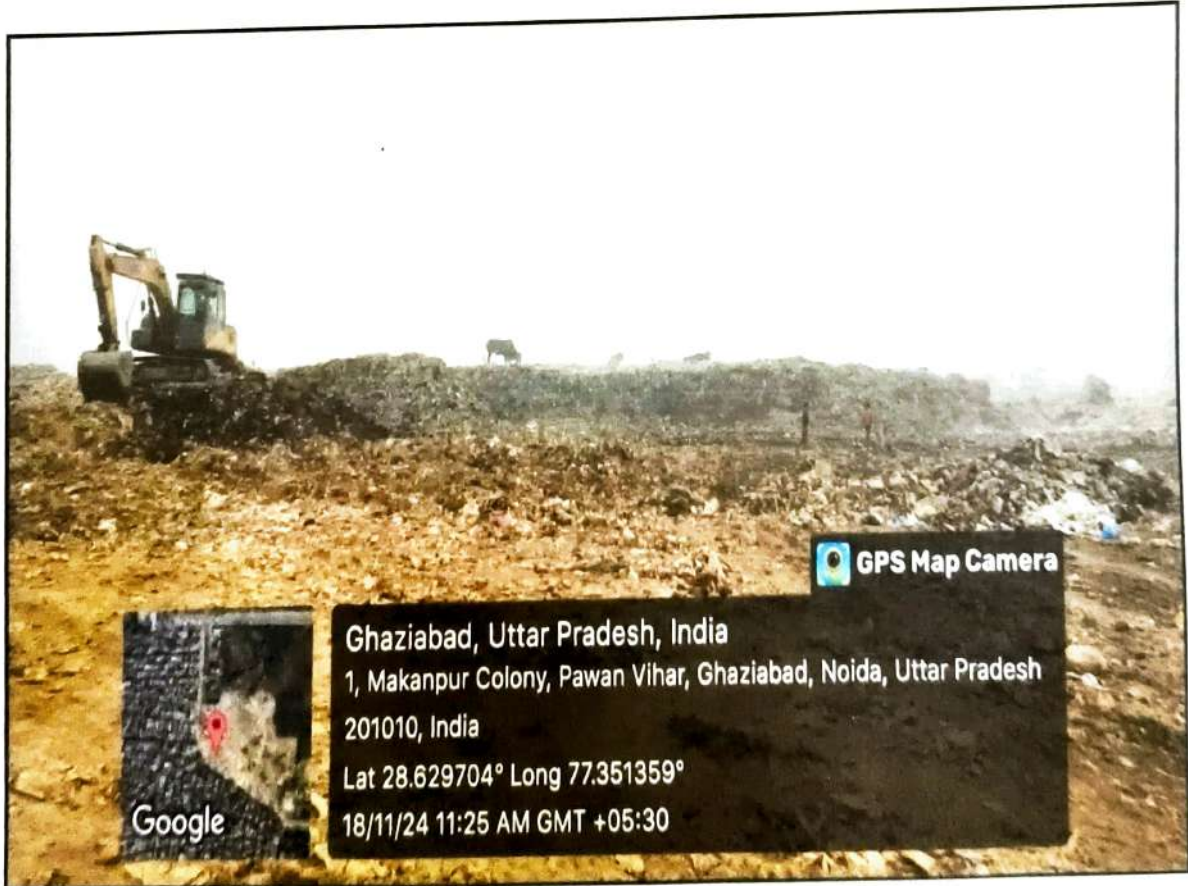 GPS Map Camera
Ghaziabad, Uttar Pradesh, India
1, Makanpur Colony, Pawan Vihar, Ghaziabad, Noida, Uttar Pradesh
201010, India
Lat 28.629704° Long 77.351359°
18/11/24 11:25 AM GMT +05:30
Google